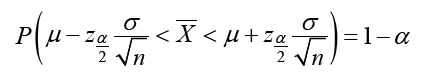 P(μ − z_{α/2} σ/√n < X̄ < μ + z_{α/2} σ/√n) = 1 − α